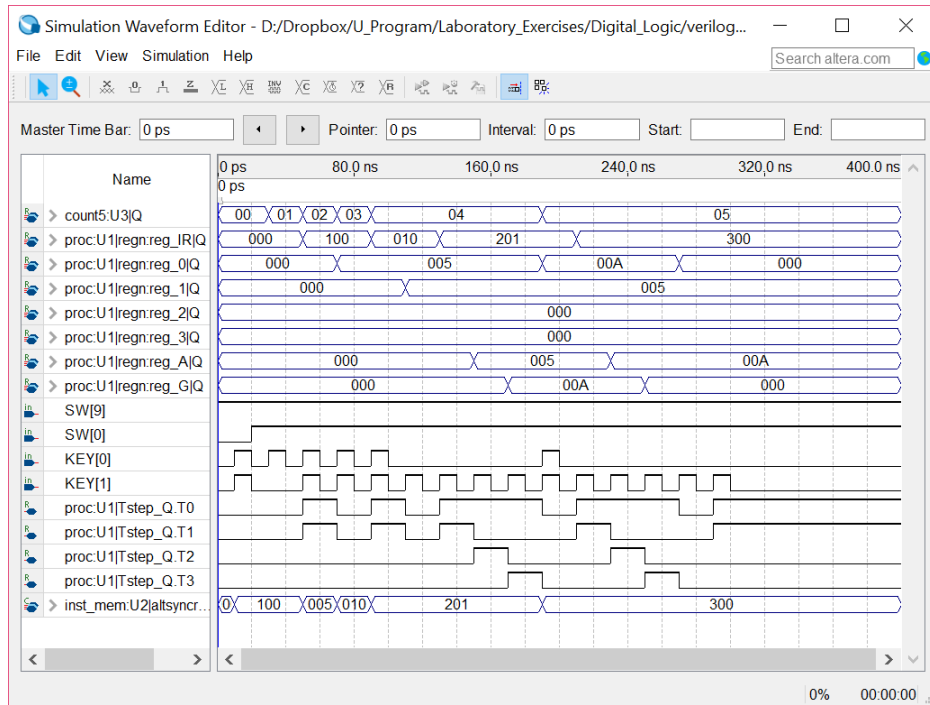 Simulation Waveform Editor - D:/Dropbox/U_Program/Laboratory_Exercises/Digital_Logic/verilog...
File Edit View Simulation Help
Search altera.com
Master Time Bar: 0 ps Pointer: 0 ps Interval: 0 ps Start: End:
Name
0 ps 80.0 ns 160.0 ns 240.0 ns 320.0 ns 400.0 ns
0 ps
count5:U3|Q 00 01 02 03 04 05
proc:U1|regn:reg_IR|Q 000 100 010 201 300
proc:U1|regn:reg_0|Q 000 005 00A 000
proc:U1|regn:reg_1|Q 000 005
proc:U1|regn:reg_2|Q 000
proc:U1|regn:reg_3|Q 000
proc:U1|regn:reg_A|Q 000 005 00A
proc:U1|regn:reg_G|Q 000 00A 000
SW[9]
SW[0]
KEY[0]
KEY[1]
proc:U1|Tstep_Q.T0
proc:U1|Tstep_Q.T1
proc:U1|Tstep_Q.T2
proc:U1|Tstep_Q.T3
inst_mem:U2|altsyncr... 0 100 005 010 201 300
0% 00:00:00